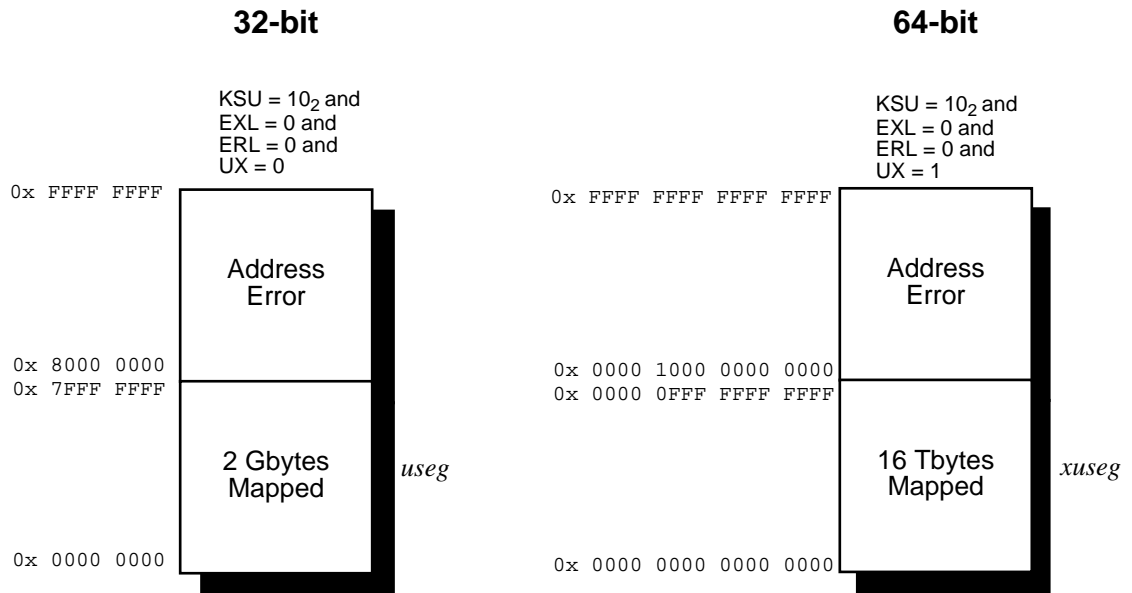 32-bit
KSU = 10₂ and
EXL = 0 and
ERL = 0 and
UX = 0
0x FFFF FFFF
Address
Error
0x 8000 0000
0x 7FFF FFFF
2 Gbytes
Mapped
useg
0x 0000 0000
64-bit
KSU = 10₂ and
EXL = 0 and
ERL = 0 and
UX = 1
0x FFFF FFFF FFFF FFFF
Address
Error
0x 0000 1000 0000 0000
0x 0000 0FFF FFFF FFFF
16 Tbytes
Mapped
xuseg
0x 0000 0000 0000 0000